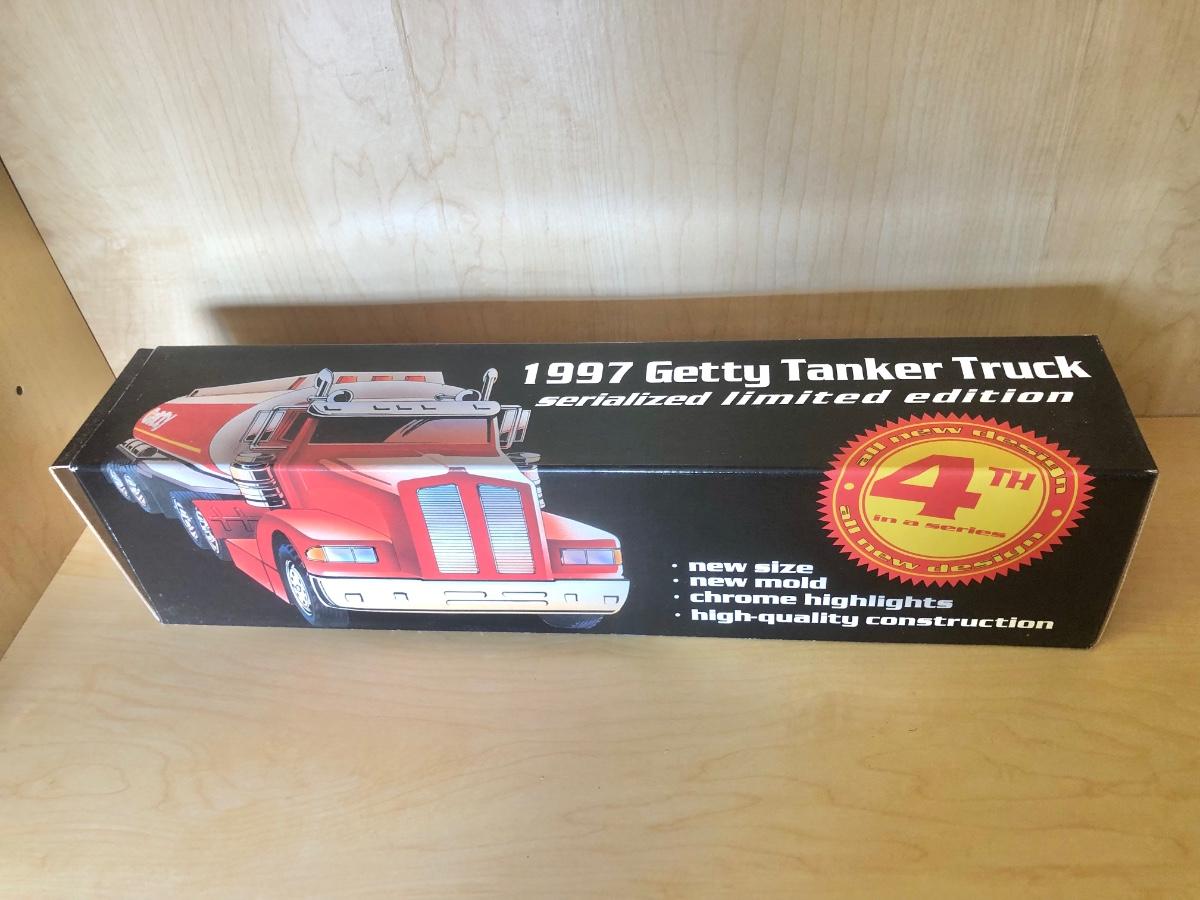 1997 Getty Tanker Truck
serialized limited edition
Getty
all new design
4TH
in a series
all new design
· new size
· new mold
· chrome highlights
· high-quality construction